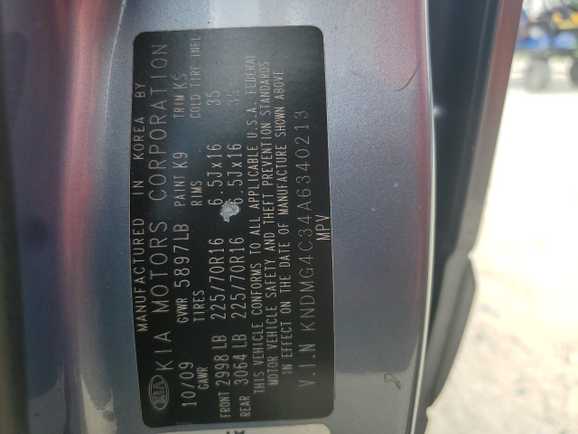 MANUFACTURED IN KOREA BY
KIA KIA MOTORS CORPORATION
10/09 GVWR 5897LB PAINT K9 TRIM K5
GAWR TIRES RIMS COLD TIRE INFL
FRONT 2998 LB 225/70R16 6.5Jx16 35
REAR 3064 LB 225/70R16 6.5Jx16 35
THIS VEHICLE CONFORMS TO ALL APPLICABLE U.S.A. FEDERAL
MOTOR VEHICLE SAFETY AND THEFT PREVENTION STANDARDS
IN EFFECT ON THE DATE OF MANUFACTURE SHOWN ABOVE
V.I.N KNDMG4C34A6340213
MPV